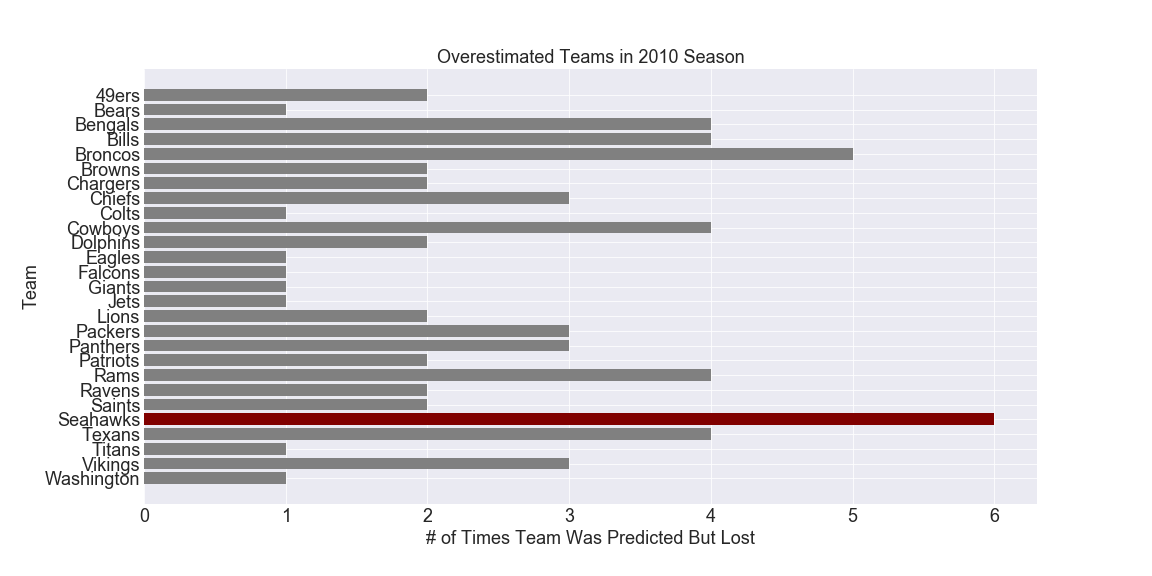 Overestimated Teams in 2010 Season
Team
49ers
Bears
Bengals
Bills
Broncos
Browns
Chargers
Chiefs
Colts
Cowboys
Dolphins
Eagles
Falcons
Giants
Jets
Lions
Packers
Panthers
Patriots
Rams
Ravens
Saints
Seahawks
Texans
Titans
Vikings
Washington
0 1 2 3 4 5 6
# of Times Team Was Predicted But Lost